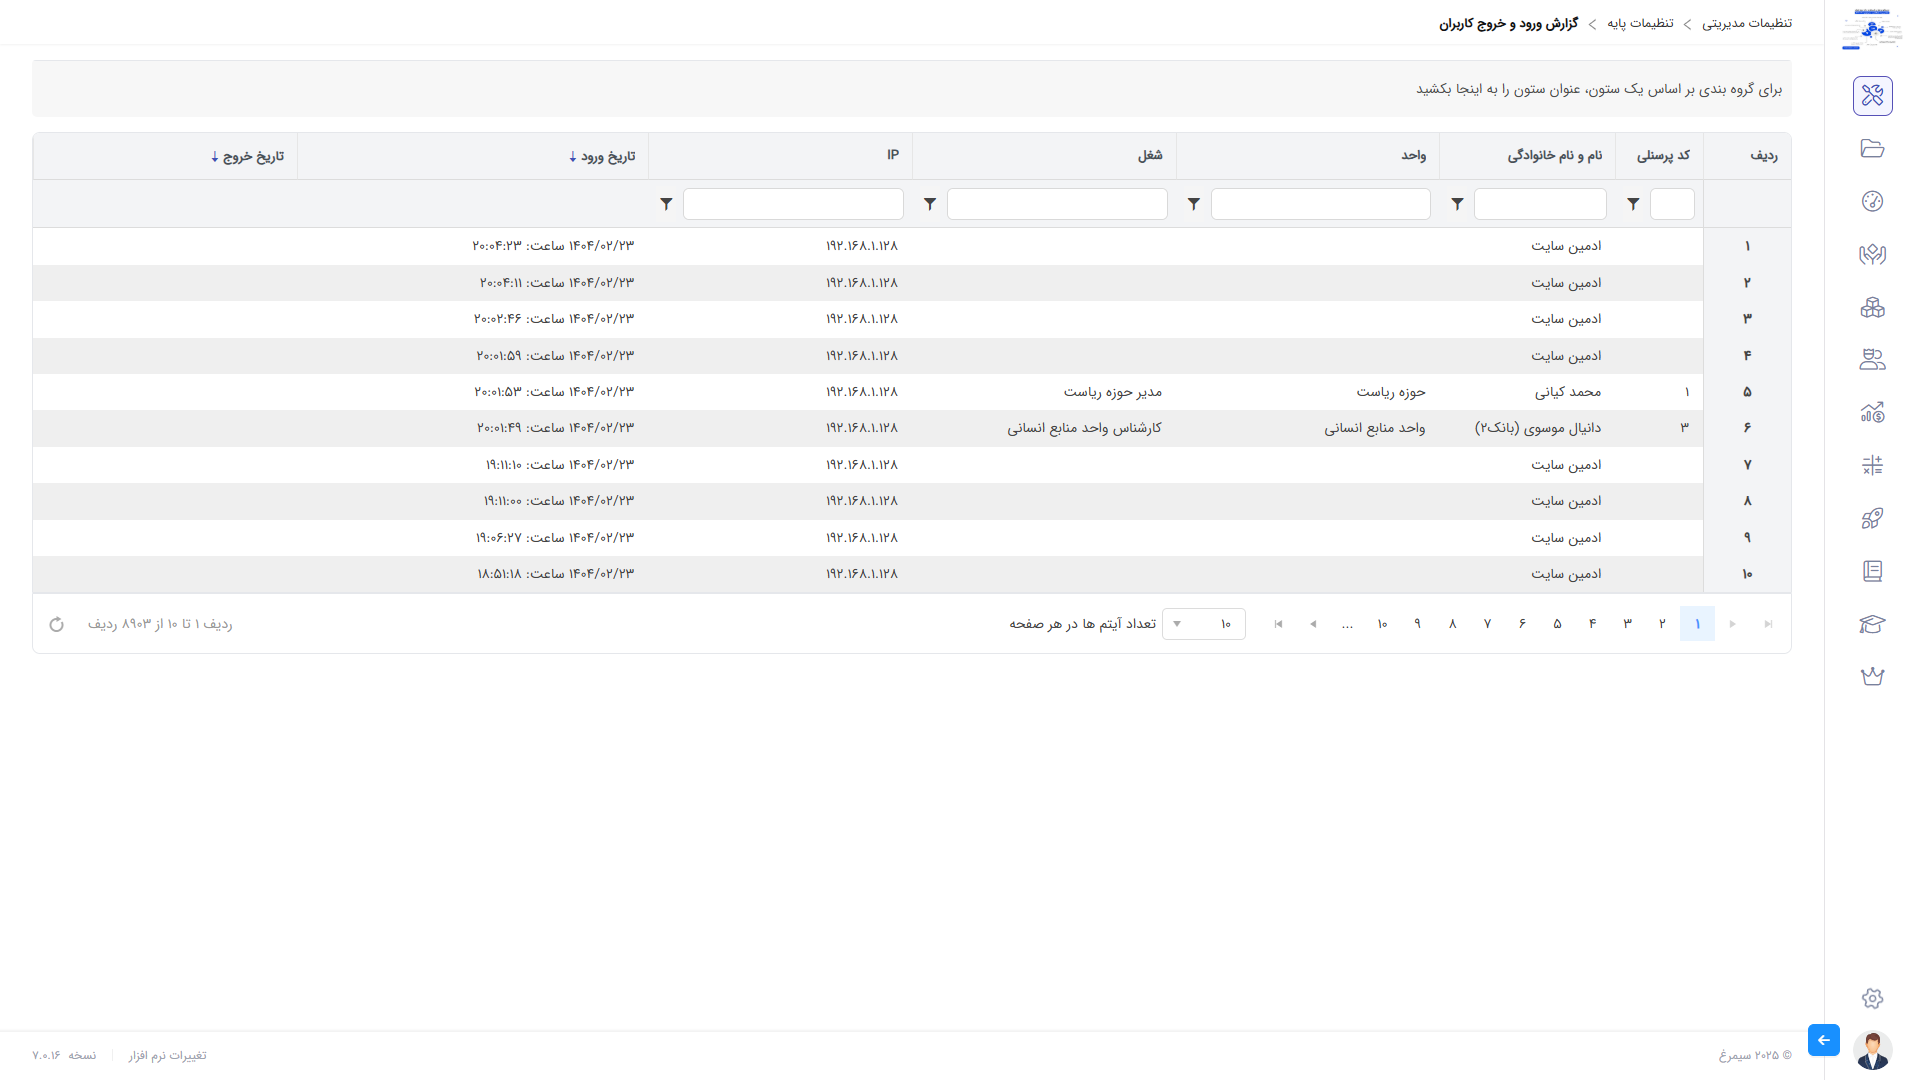 تنظیمات مدیریتی > تنظیمات پایه > گزارش ورود و خروج کاربران
برای گروه بندی بر اساس یک ستون، عنوان ستون را به اینجا بکشید
ردیف کد پرسنلی نام و نام خانوادگی واحد شغل IP تاریخ ورود تاریخ خروج
۱ ادمین سایت ۱۹۲.۱۶۸.۱.۱۲۸ ۱۴۰۴/۰۲/۲۳ ساعت: ۲۰:۰۴:۲۳
۲ ادمین سایت ۱۹۲.۱۶۸.۱.۱۲۸ ۱۴۰۴/۰۲/۲۳ ساعت: ۲۰:۰۴:۱۱
۳ ادمین سایت ۱۹۲.۱۶۸.۱.۱۲۸ ۱۴۰۴/۰۲/۲۳ ساعت: ۲۰:۰۲:۴۶
۴ ادمین سایت ۱۹۲.۱۶۸.۱.۱۲۸ ۱۴۰۴/۰۲/۲۳ ساعت: ۲۰:۰۱:۵۹
۵ ۱ محمد کیانی حوزه ریاست مدیر حوزه ریاست ۱۹۲.۱۶۸.۱.۱۲۸ ۱۴۰۴/۰۲/۲۳ ساعت: ۲۰:۰۱:۵۳
۶ ۳ دانیال موسوی (بانک۲) واحد منابع انسانی کارشناس واحد منابع انسانی ۱۹۲.۱۶۸.۱.۱۲۸ ۱۴۰۴/۰۲/۲۳ ساعت: ۲۰:۰۱:۴۹
۷ ادمین سایت ۱۹۲.۱۶۸.۱.۱۲۸ ۱۴۰۴/۰۲/۲۳ ساعت: ۱۹:۱۱:۱۰
۸ ادمین سایت ۱۹۲.۱۶۸.۱.۱۲۸ ۱۴۰۴/۰۲/۲۳ ساعت: ۱۹:۱۱:۰۰
۹ ادمین سایت ۱۹۲.۱۶۸.۱.۱۲۸ ۱۴۰۴/۰۲/۲۳ ساعت: ۱۹:۰۶:۲۷
۱۰ ادمین سایت ۱۹۲.۱۶۸.۱.۱۲۸ ۱۴۰۴/۰۲/۲۳ ساعت: ۱۸:۵۱:۱۸
۱ ۲ ۳ ۴ ۵ ۶ ۷ ۸ ۹ ۱۰ ... ۱۰ تعداد آیتم ها در هر صفحه ردیف ۱ تا ۱۰ از ۸۹۰۳ ردیف
© ۲۰۲۵ سیمرغ تغییرات نرم افزار نسخه ۷.۰.۱۶